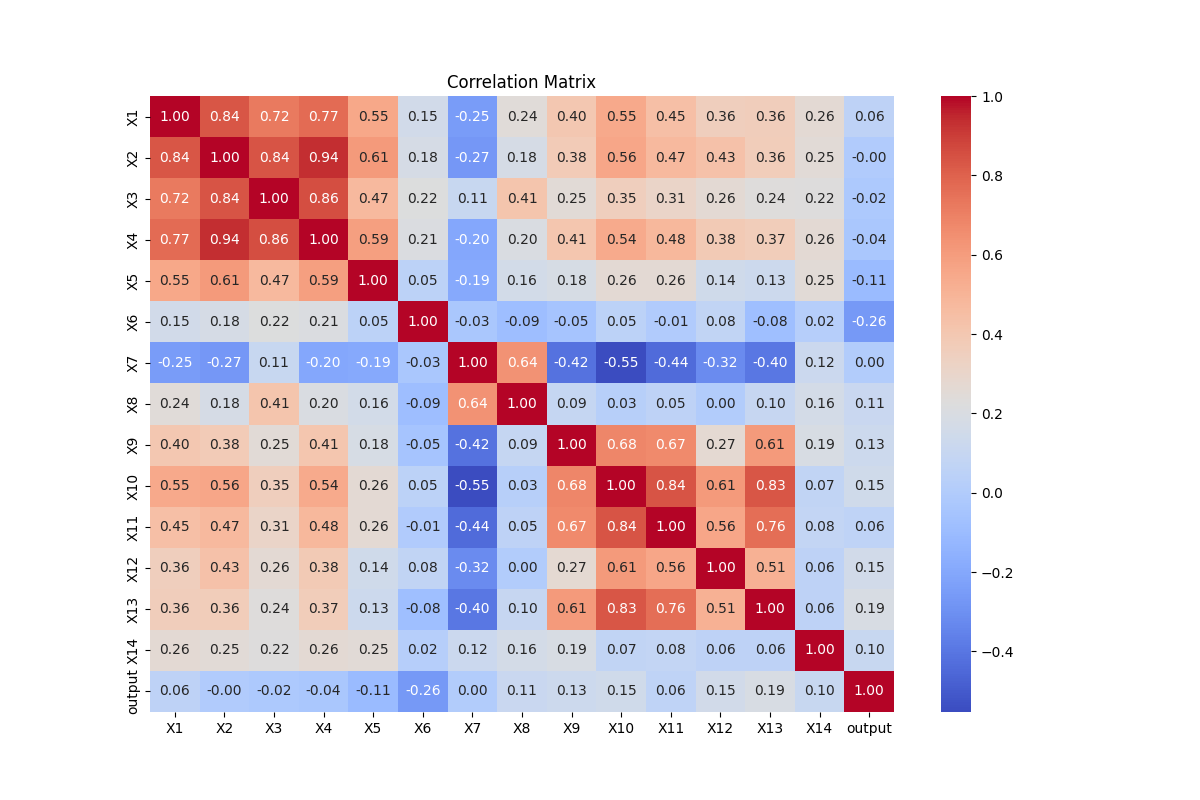 Correlation Matrix
X1 1.00 0.84 0.72 0.77 0.55 0.15 -0.25 0.24 0.40 0.55 0.45 0.36 0.36 0.26 0.06
X2 0.84 1.00 0.84 0.94 0.61 0.18 -0.27 0.18 0.38 0.56 0.47 0.43 0.36 0.25 -0.00
X3 0.72 0.84 1.00 0.86 0.47 0.22 0.11 0.41 0.25 0.35 0.31 0.26 0.24 0.22 -0.02
X4 0.77 0.94 0.86 1.00 0.59 0.21 -0.20 0.20 0.41 0.54 0.48 0.38 0.37 0.26 -0.04
X5 0.55 0.61 0.47 0.59 1.00 0.05 -0.19 0.16 0.18 0.26 0.26 0.14 0.13 0.25 -0.11
X6 0.15 0.18 0.22 0.21 0.05 1.00 -0.03 -0.09 -0.05 0.05 -0.01 0.08 -0.08 0.02 -0.26
X7 -0.25 -0.27 0.11 -0.20 -0.19 -0.03 1.00 0.64 -0.42 -0.55 -0.44 -0.32 -0.40 0.12 0.00
X8 0.24 0.18 0.41 0.20 0.16 -0.09 0.64 1.00 0.09 0.03 0.05 0.00 0.10 0.16 0.11
X9 0.40 0.38 0.25 0.41 0.18 -0.05 -0.42 0.09 1.00 0.68 0.67 0.27 0.61 0.19 0.13
X10 0.55 0.56 0.35 0.54 0.26 0.05 -0.55 0.03 0.68 1.00 0.84 0.61 0.83 0.07 0.15
X11 0.45 0.47 0.31 0.48 0.26 -0.01 -0.44 0.05 0.67 0.84 1.00 0.56 0.76 0.08 0.06
X12 0.36 0.43 0.26 0.38 0.14 0.08 -0.32 0.00 0.27 0.61 0.56 1.00 0.51 0.06 0.15
X13 0.36 0.36 0.24 0.37 0.13 -0.08 -0.40 0.10 0.61 0.83 0.76 0.51 1.00 0.06 0.19
X14 0.26 0.25 0.22 0.26 0.25 0.02 0.12 0.16 0.19 0.07 0.08 0.06 0.06 1.00 0.10
output 0.06 -0.00 -0.02 -0.04 -0.11 -0.26 0.00 0.11 0.13 0.15 0.06 0.15 0.19 0.10 1.00
X1 X2 X3 X4 X5 X6 X7 X8 X9 X10 X11 X12 X13 X14 output
1.0
0.8
0.6
0.4
0.2
0.0
−0.2
−0.4